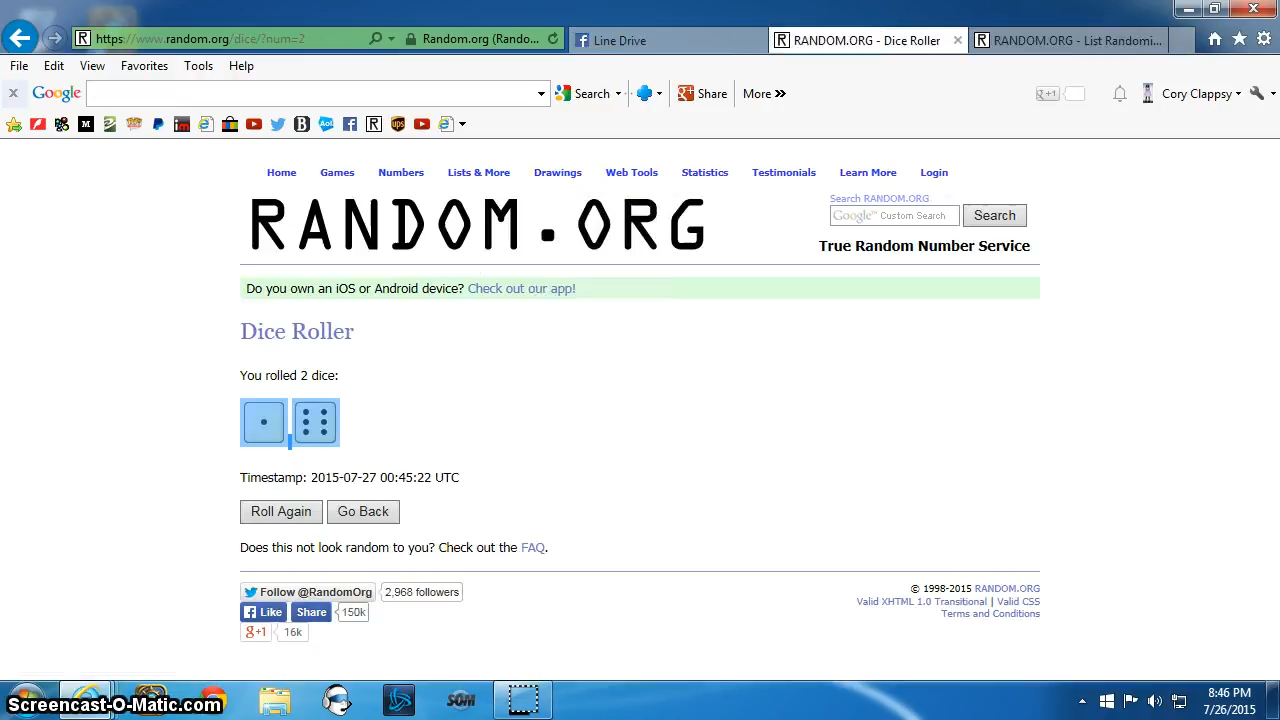 https://www.random.org/dice/?num=2
Random.org (Rando...
Line Drive
RANDOM.ORG - Dice Roller
RANDOM.ORG - List Randomi...
File Edit View Favorites Tools Help
x Google Search Share More » g+1 Cory Clappsy
Home Games Numbers Lists & More Drawings Web Tools Statistics Testimonials Learn More Login
RANDOM.ORG
Search RANDOM.ORG
Google™ Custom Search Search
True Random Number Service
Do you own an iOS or Android device? Check out our app!
Dice Roller
You rolled 2 dice:
Timestamp: 2015-07-27 00:45:22 UTC
Roll Again Go Back
Does this not look random to you? Check out the FAQ.
Follow @RandomOrg 2,968 followers
Like Share 150k
g+1 16k
© 1998-2015 RANDOM.ORG
Valid XHTML 1.0 Transitional | Valid CSS
Terms and Conditions
Screencast-O-Matic.com
SOM
8:46 PM
7/26/2015